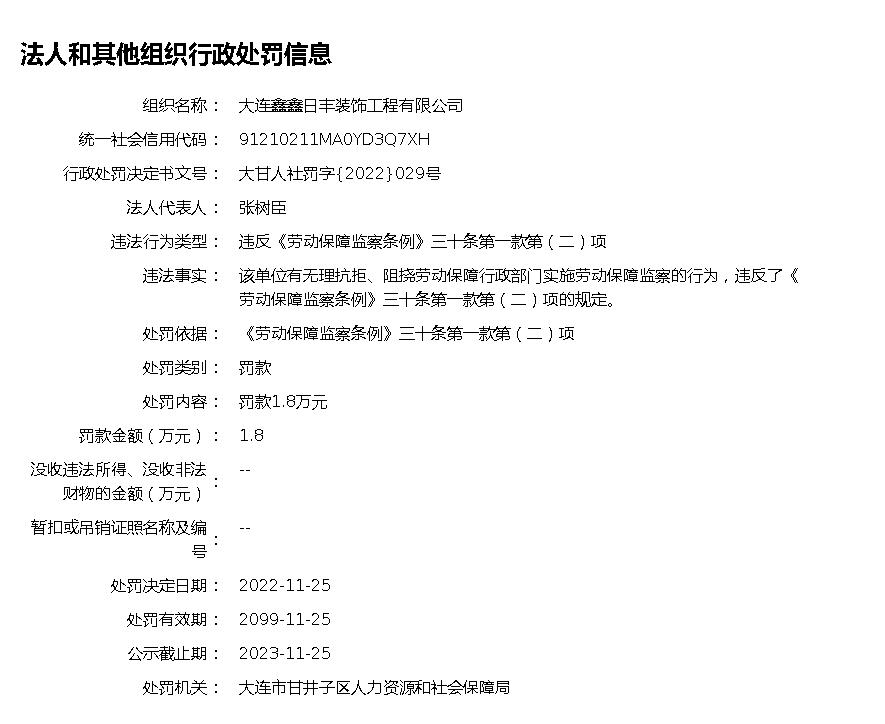 法人和其他组织行政处罚信息
组织名称： 大连鑫鑫日丰装饰工程有限公司
统一社会信用代码： 91210211MA0YD3Q7XH
行政处罚决定书文号： 大甘人社罚字{2022}029号
法人代表人： 张树臣
违法行为类型： 违反《劳动保障监察条例》三十条第一款第（二）项
违法事实： 该单位有无理抗拒、阻挠劳动保障行政部门实施劳动保障监察的行为，违反了《
劳动保障监察条例》三十条第一款第（二）项的规定。
处罚依据： 《劳动保障监察条例》三十条第一款第（二）项
处罚类别： 罚款
处罚内容： 罚款1.8万元
罚款金额（万元）： 1.8
没收违法所得、没收非法
财物的金额（万元）： --
暂扣或吊销证照名称及编
号： --
处罚决定日期： 2022-11-25
处罚有效期： 2099-11-25
公示截止期： 2023-11-25
处罚机关： 大连市甘井子区人力资源和社会保障局